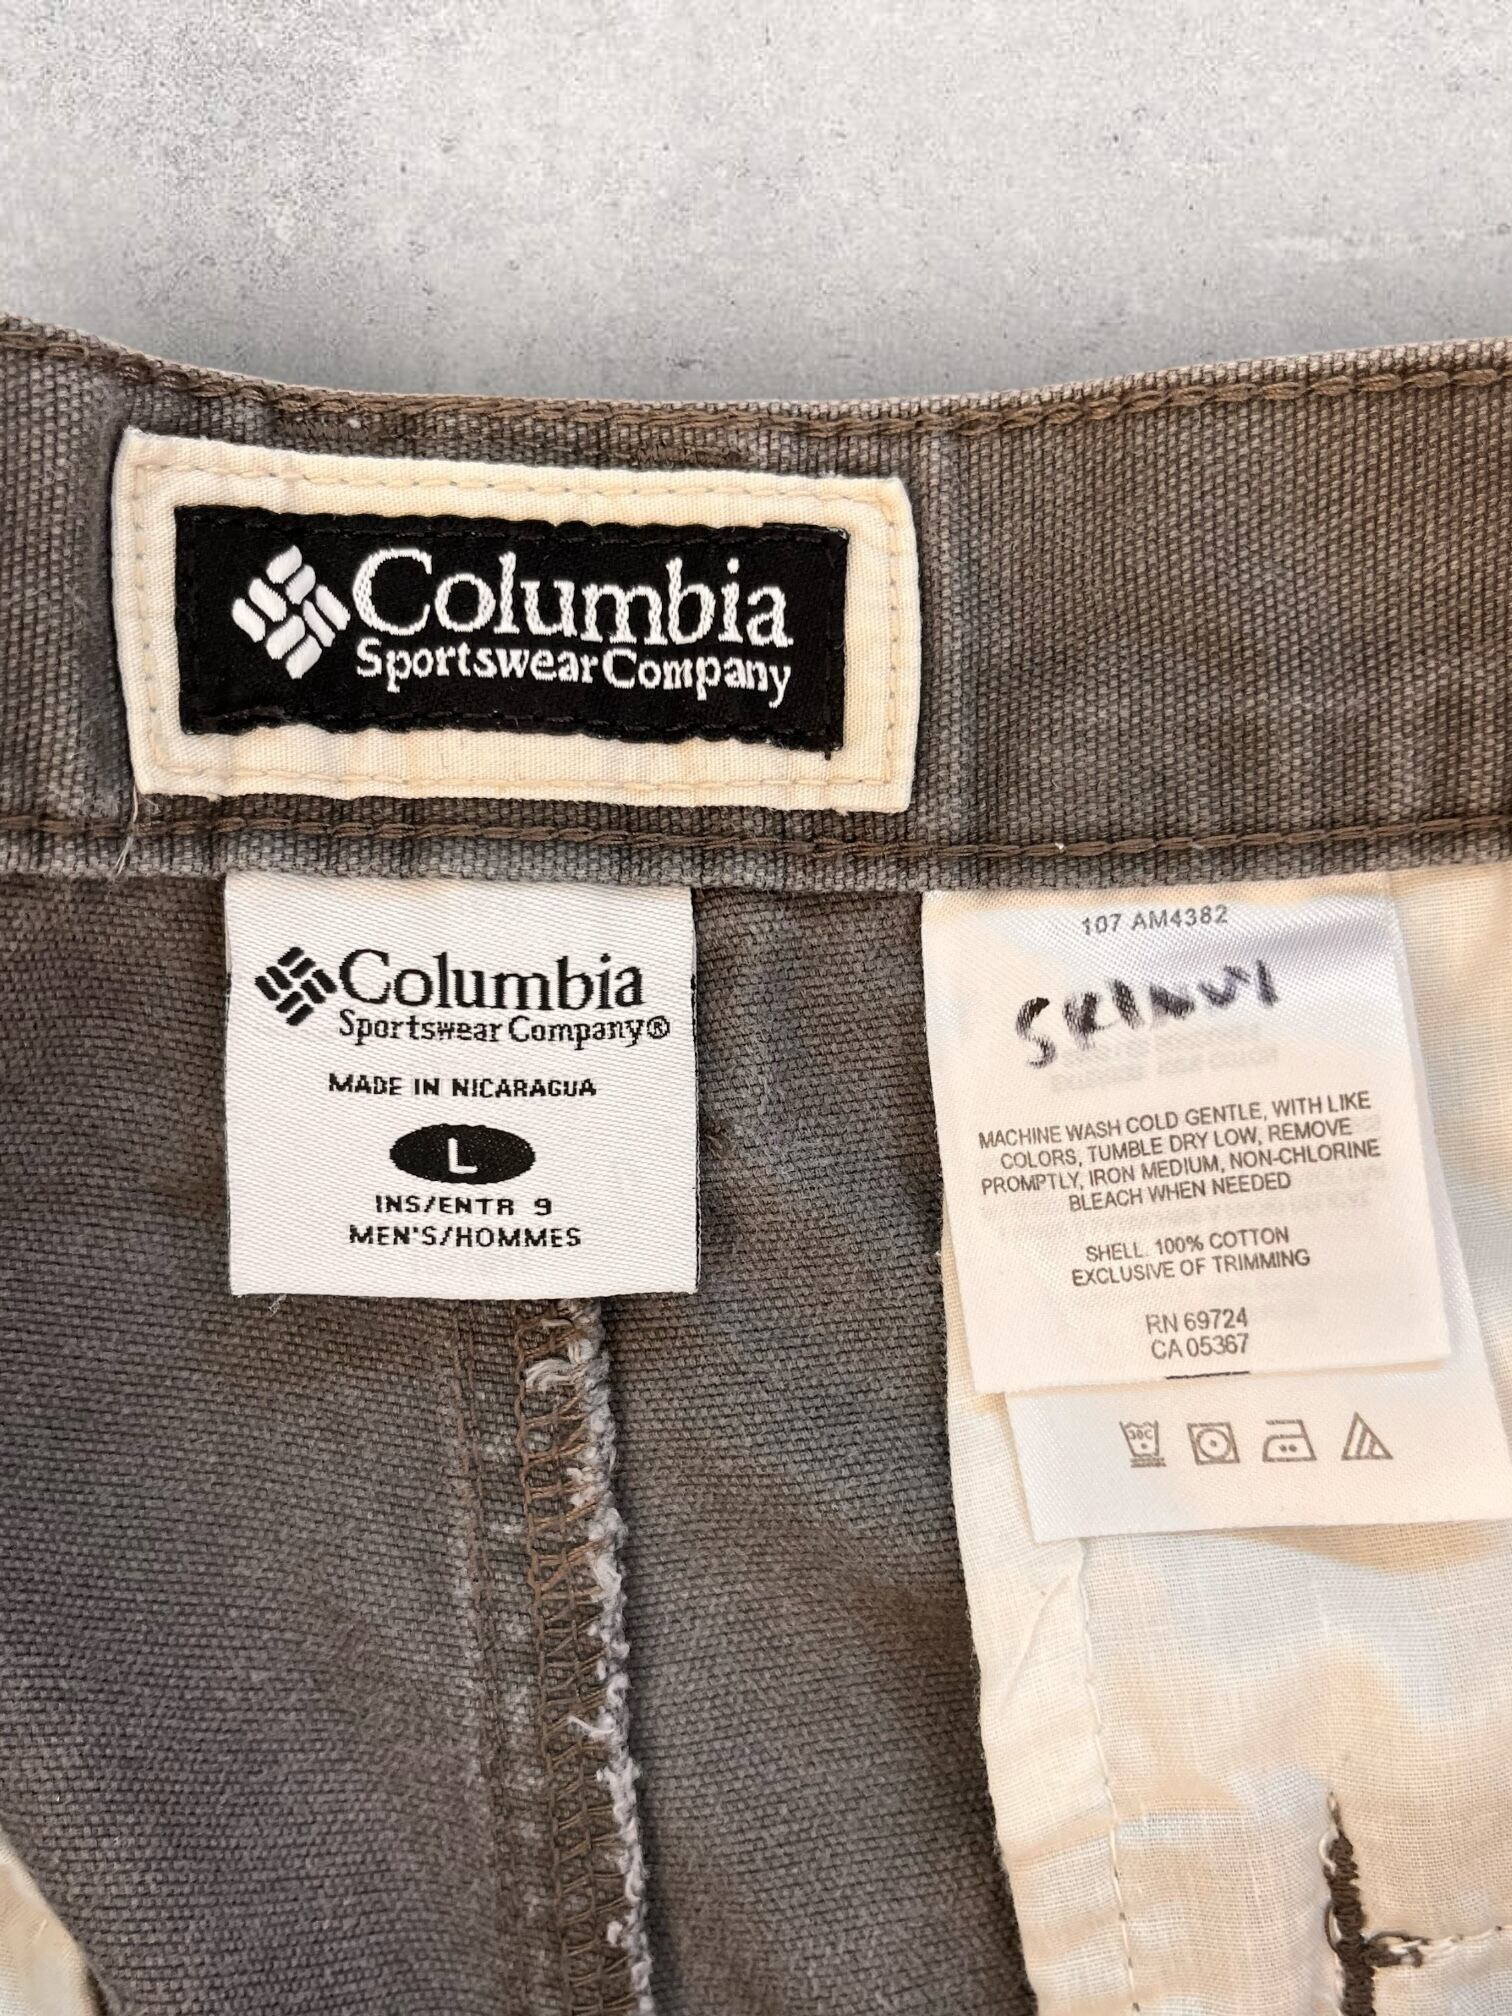 Columbia
Sportswear Company
Columbia
Sportswear Company®
MADE IN NICARAGUA
L
INS/ENTR 9
MEN'S/HOMMES
107 AM4382
SKINNY
MACHINE WASH COLD GENTLE, WITH LIKE
COLORS, TUMBLE DRY LOW, REMOVE
PROMPTLY, IRON MEDIUM, NON-CHLORINE
BLEACH WHEN NEEDED
SHELL. 100% COTTON
EXCLUSIVE OF TRIMMING
RN 69724
CA 05367
30C